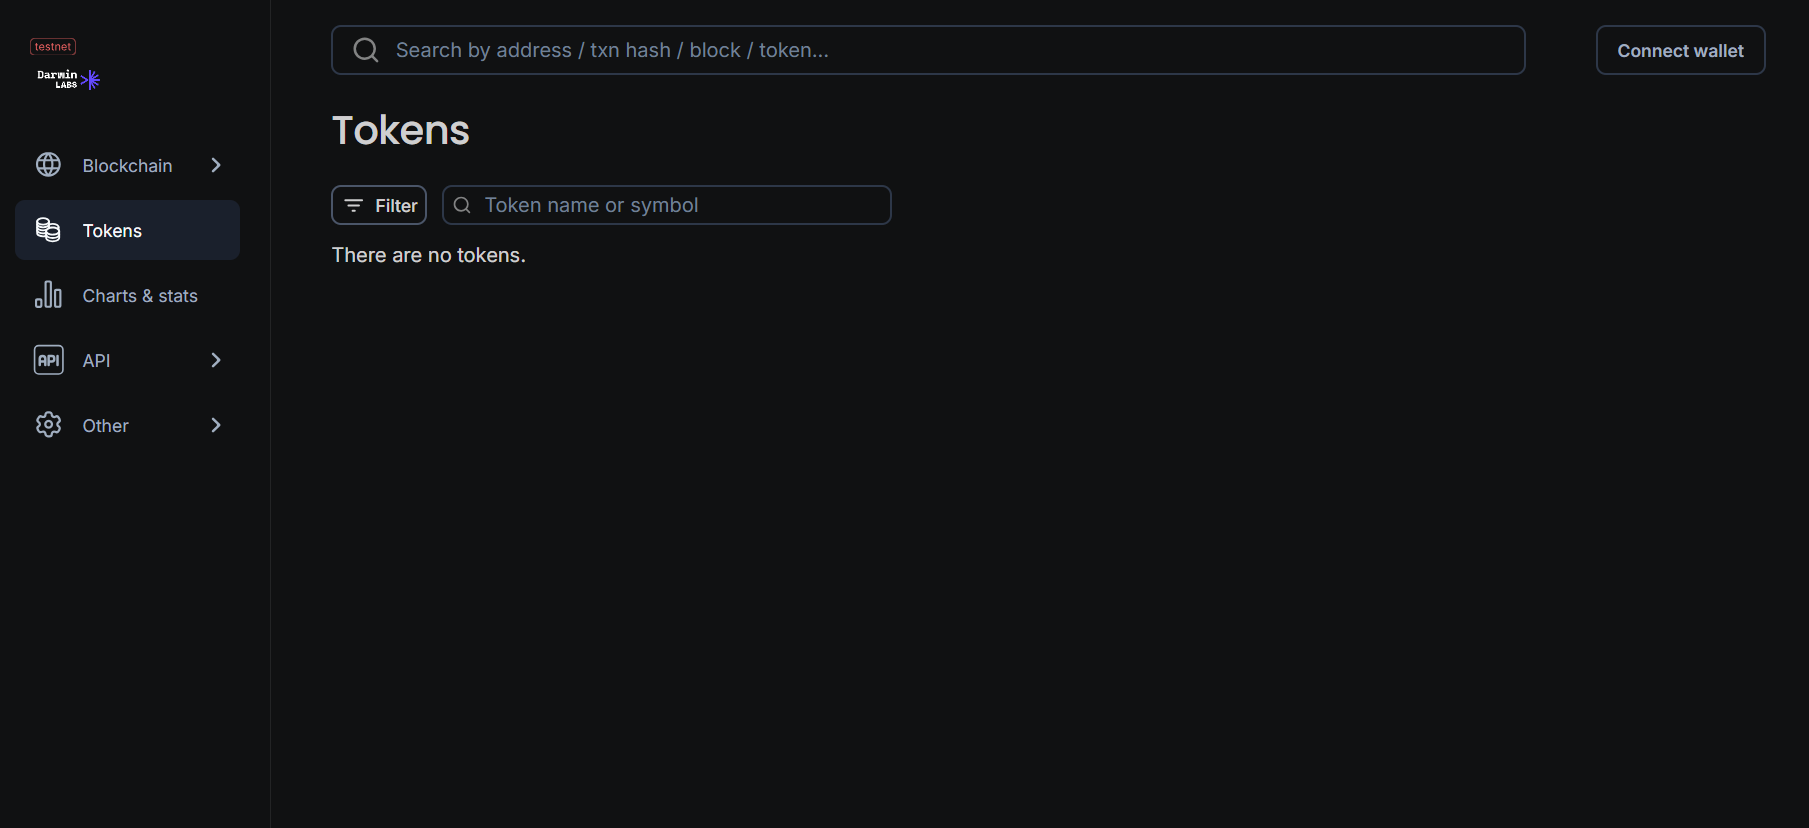 testnet
Darwin
LABS
Search by address / txn hash / block / token...
Connect wallet
Blockchain
Tokens
Charts & stats
API
API
Other
Tokens
Filter
Token name or symbol
There are no tokens.